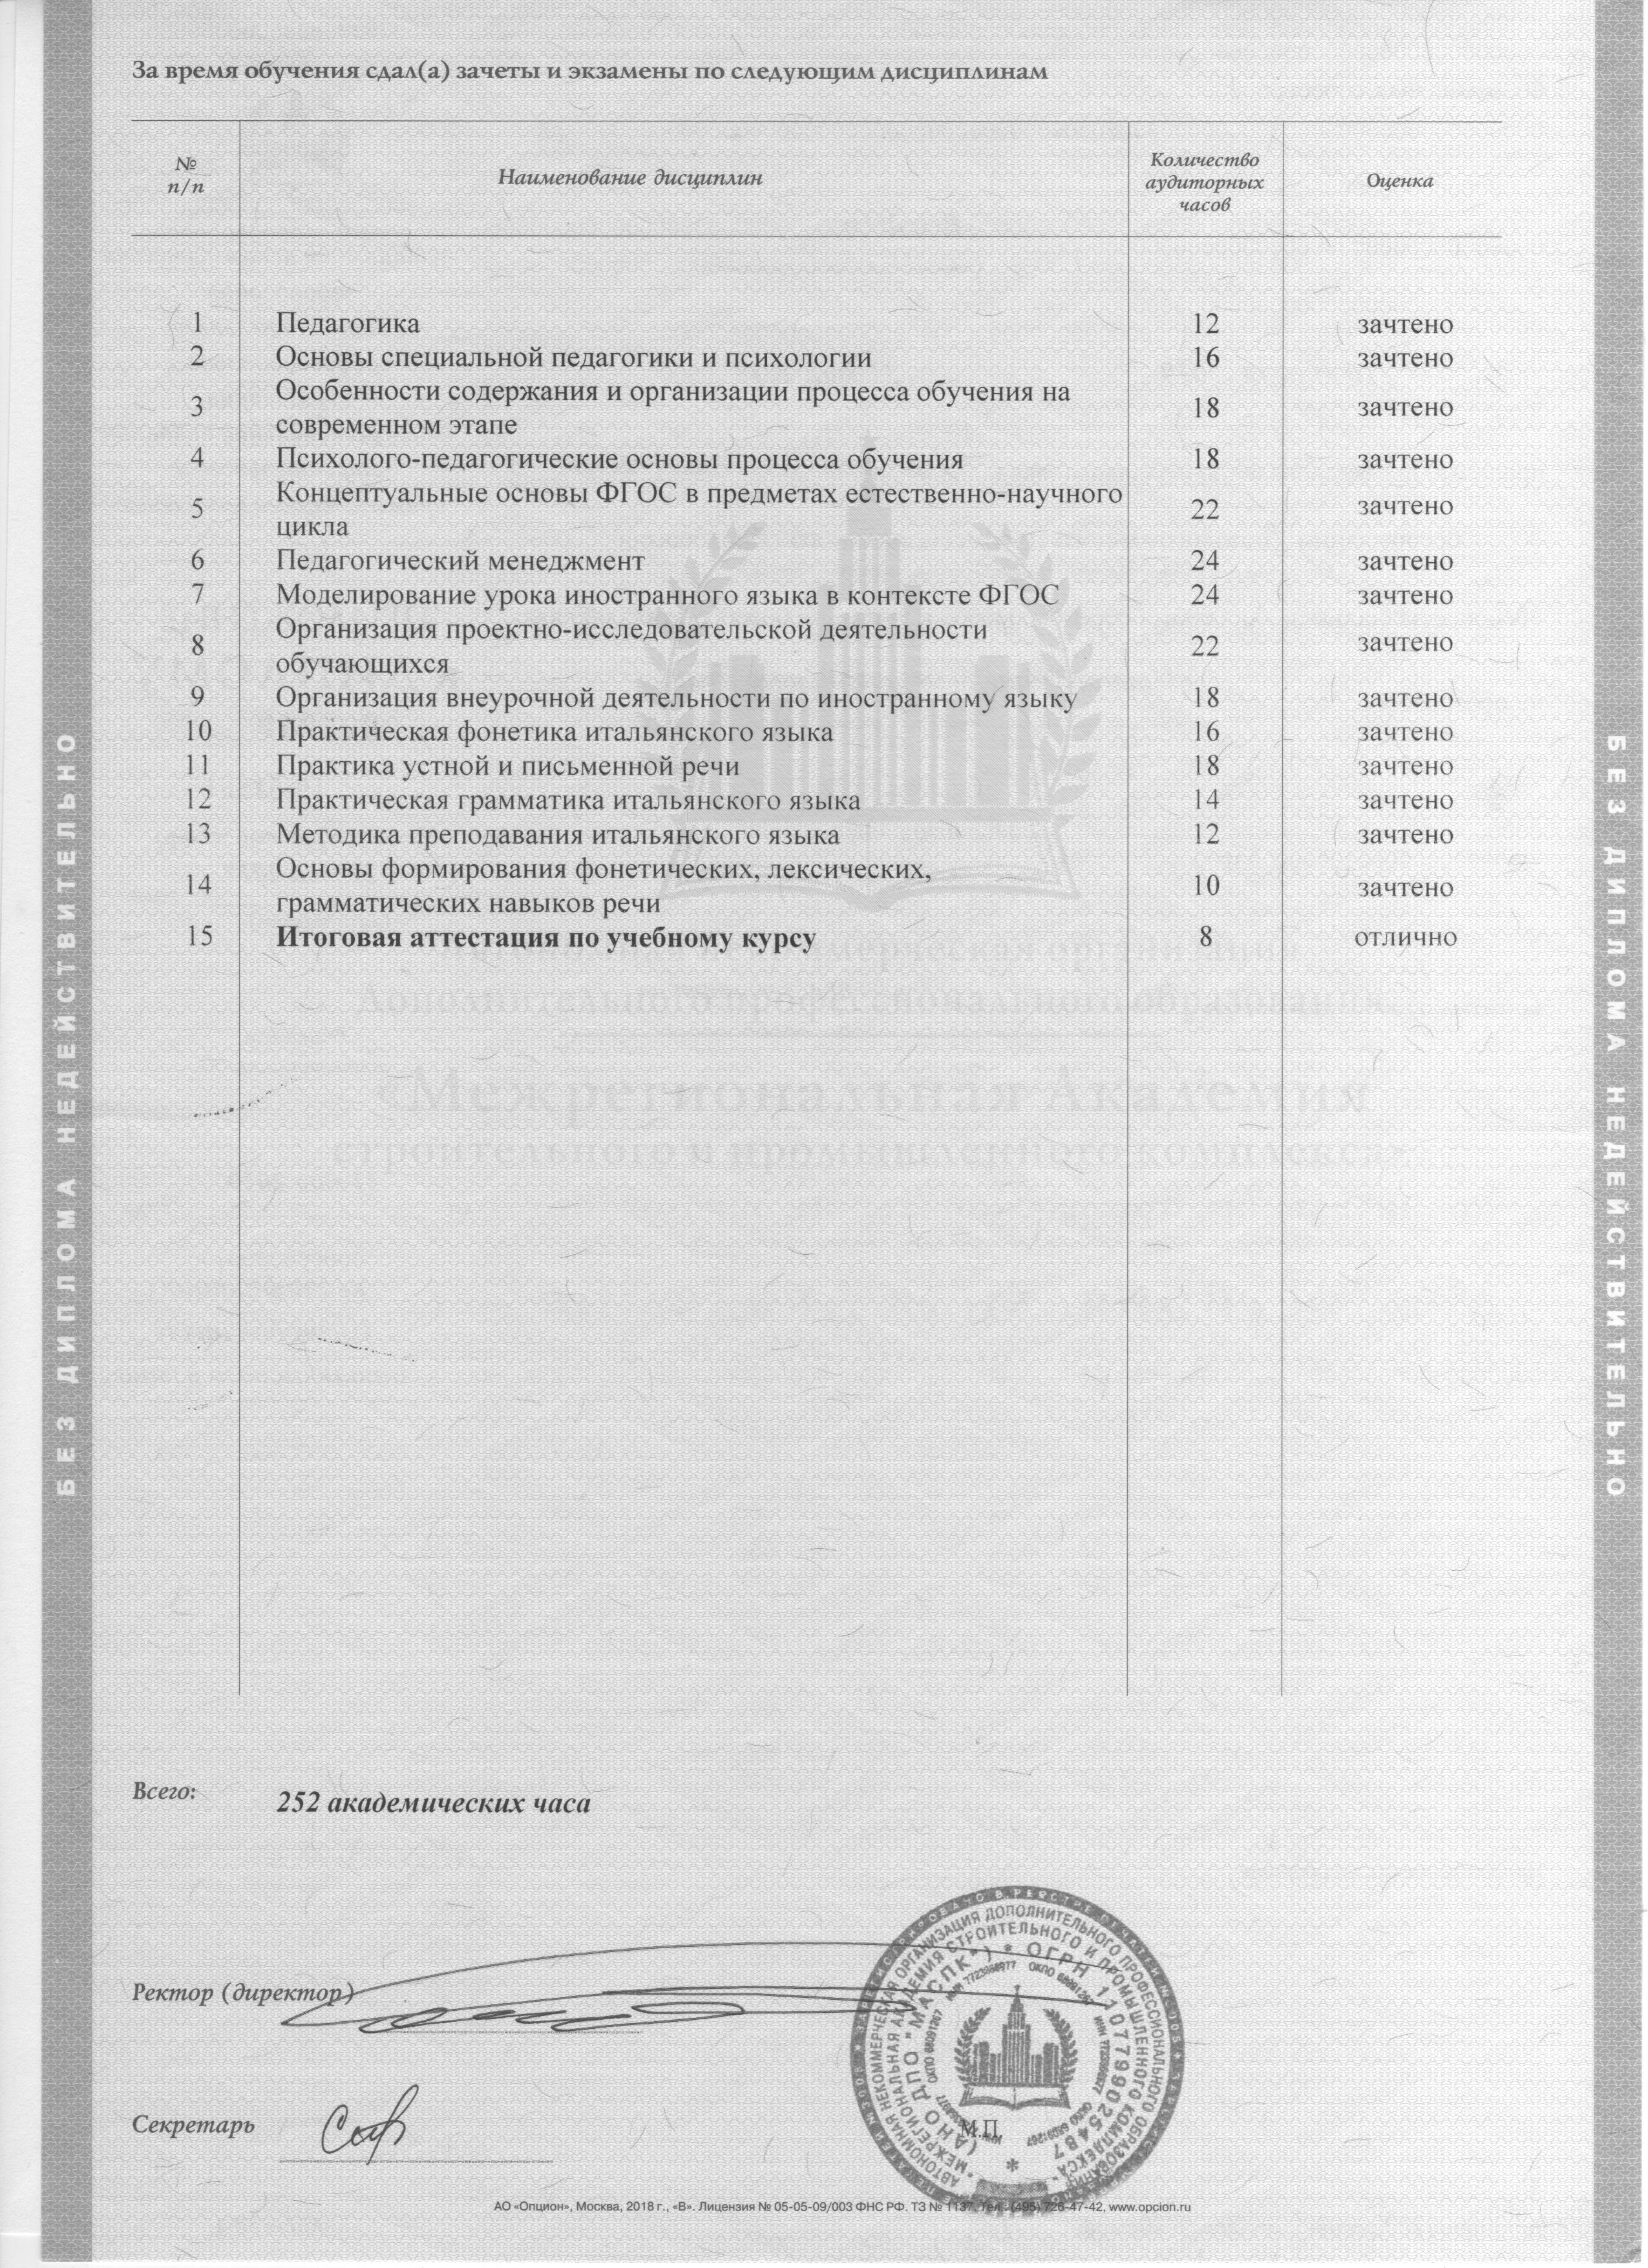 За время обучения сдал(а) зачеты и экзамены по следующим дисциплинам
№ п/п Наименование дисциплин Количество аудиторных часов Оценка
1 Педагогика 12 зачтено
2 Основы специальной педагогики и психологии 16 зачтено
3 Особенности содержания и организации процесса обучения на
современном этапе 18 зачтено
4 Психолого-педагогические основы процесса обучения 18 зачтено
5 Концептуальные основы ФГОС в предметах естественно-научного
цикла 22 зачтено
6 Педагогический менеджмент 24 зачтено
7 Моделирование урока иностранного языка в контексте ФГОС 24 зачтено
8 Организация проектно-исследовательской деятельности
обучающихся 22 зачтено
9 Организация внеурочной деятельности по иностранному языку 18 зачтено
10 Практическая фонетика итальянского языка 16 зачтено
11 Практика устной и письменной речи 18 зачтено
12 Практическая грамматика итальянского языка 14 зачтено
13 Методика преподавания итальянского языка 12 зачтено
14 Основы формирования фонетических, лексических,
грамматических навыков речи 10 зачтено
15 Итоговая аттестация по учебному курсу 8 отлично
дополнительного профессионального образования
«Межрегиональная Академия
строительного и промышленного комплекса»
Всего: 252 академических часа
Ректор (директор)
Секретарь
М.П.
АВТОНОМНАЯ НЕКОММЕРЧЕСКАЯ ОРГАНИЗАЦИЯ ДОПОЛНИТЕЛЬНОГО ПРОФЕССИОНАЛЬНОГО ОБРАЗОВАНИЯ
"МЕЖРЕГИОНАЛЬНАЯ АКАДЕМИЯ СТРОИТЕЛЬНОГО И ПРОМЫШЛЕННОГО КОМПЛЕКСА"
(АНО ДПО "МАСПК") * ОГРН 1107799025487
АО «Опцион», Москва, 2018 г., «В». Лицензия № 05-05-09/003 ФНС РФ. ТЗ № 1137. Тел.: (495) 726-47-42, www.opcion.ru
БЕЗ ДИПЛОМА НЕДЕЙСТВИТЕЛЬНО
БЕЗ ДИПЛОМА НЕДЕЙСТВИТЕЛЬНО